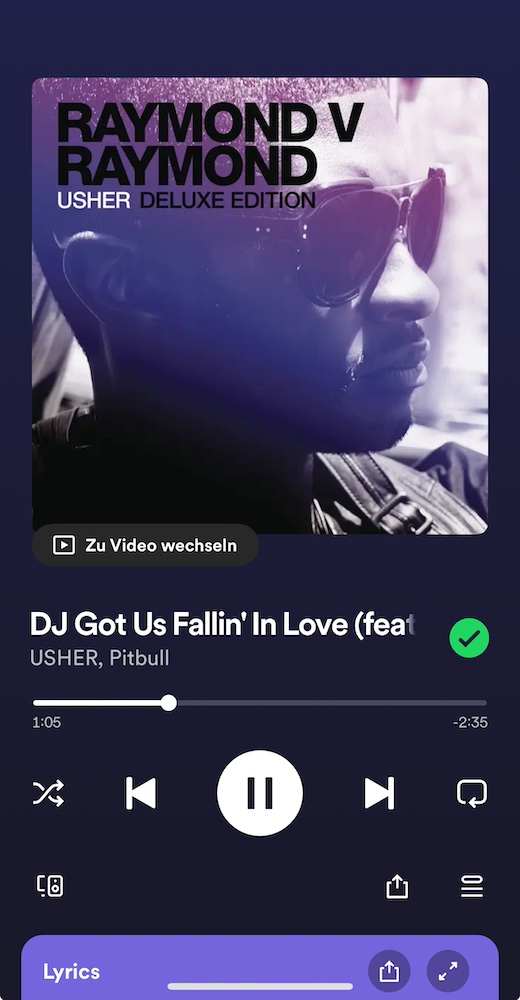 RAYMOND V
RAYMOND
USHER DELUXE EDITION
Zu Video wechseln
DJ Got Us Fallin' In Love (feat
USHER, Pitbull
1:05
-2:35
Lyrics